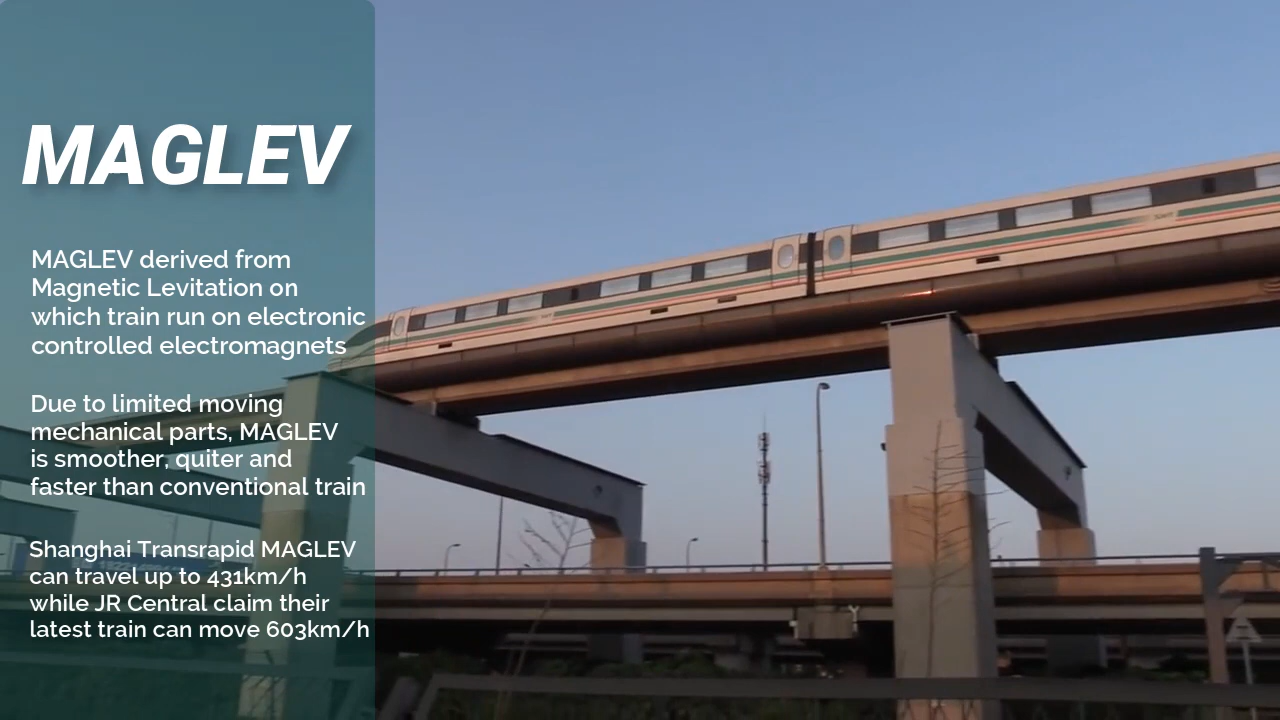 MAGLEV
MAGLEV derived from
Magnetic Levitation on
which train run on electronic
controlled electromagnets
Due to limited moving
mechanical parts, MAGLEV
is smoother, quiter and
faster than conventional train
Shanghai Transrapid MAGLEV
can travel up to 431km/h
while JR Central claim their
latest train can move 603km/h